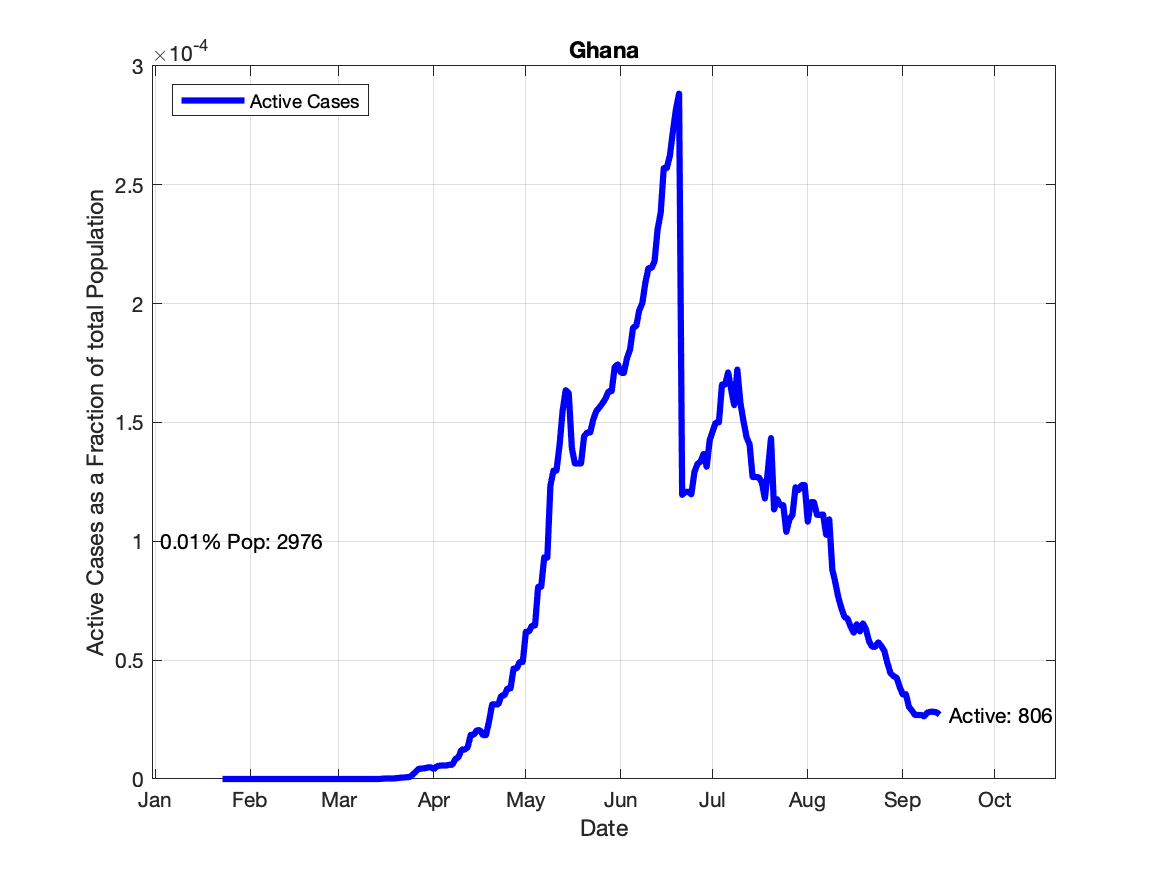 Ghana
×10-4
Active Cases
3
2.5
2
1.5
1
0.5
0
Active Cases as a Fraction of total Population
0.01% Pop: 2976
Active: 806
Jan Feb Mar Apr May Jun Jul Aug Sep Oct
Date